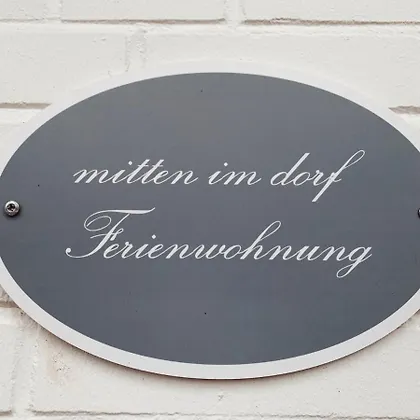 mitten im dorf
Ferienwohnung